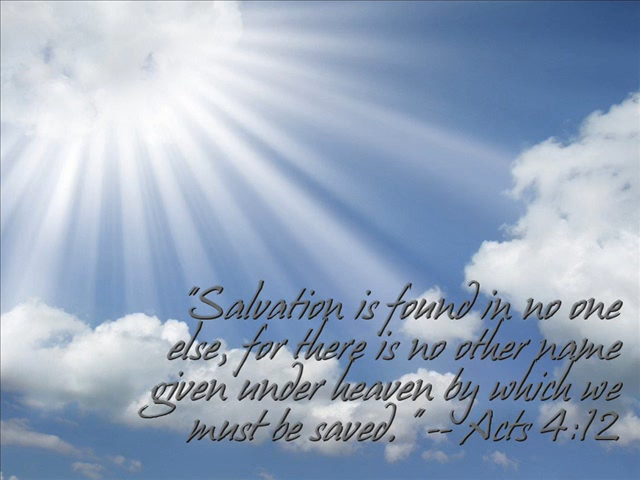 "Salvation is found in no one
else, for there is no other name
given under heaven by which we
must be saved. " -- Acts 4:12